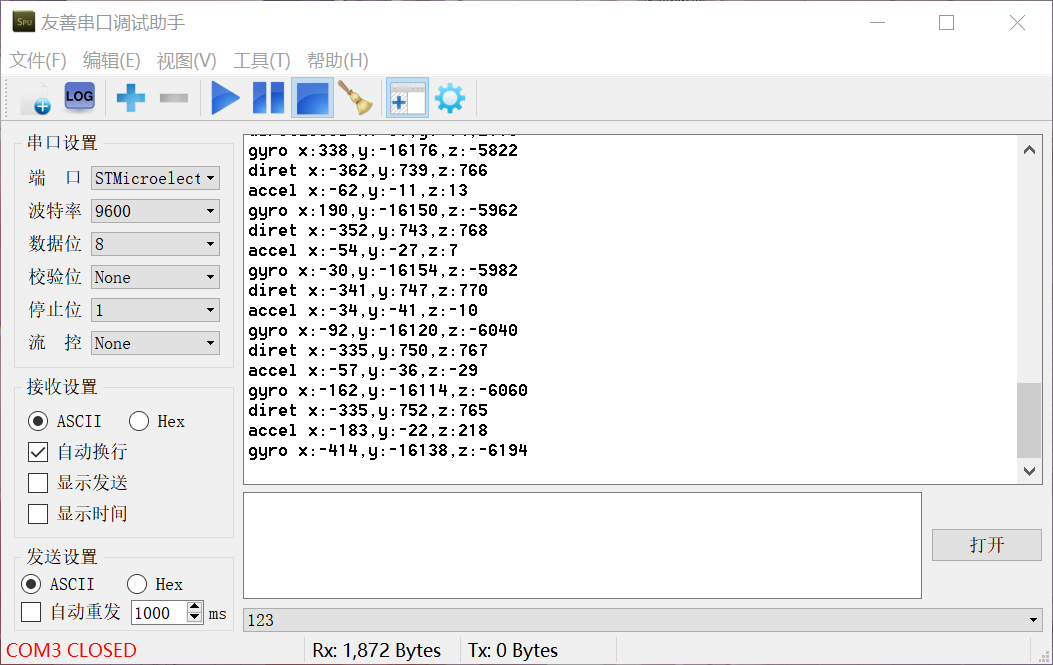 友善串口调试助手
文件(F) 编辑(E) 视图(V) 工具(T) 帮助(H)
LOG
串口设置
端 口 STMicroelect
波特率 9600
数据位 8
校验位 None
停止位 1
流 控 None
接收设置
ASCII Hex
自动换行
显示发送
显示时间
发送设置
ASCII Hex
自动重发 1000 ms
gyro x:338,y:-16176,z:-5822
diret x:-362,y:739,z:766
accel x:-62,y:-11,z:13
gyro x:190,y:-16150,z:-5962
diret x:-352,y:743,z:768
accel x:-54,y:-27,z:7
gyro x:-30,y:-16154,z:-5982
diret x:-341,y:747,z:770
accel x:-34,y:-41,z:-10
gyro x:-92,y:-16120,z:-6040
diret x:-335,y:750,z:767
accel x:-57,y:-36,z:-29
gyro x:-162,y:-16114,z:-6060
diret x:-335,y:752,z:765
accel x:-183,y:-22,z:218
gyro x:-414,y:-16138,z:-6194
打开
123
COM3 CLOSED Rx: 1,872 Bytes Tx: 0 Bytes